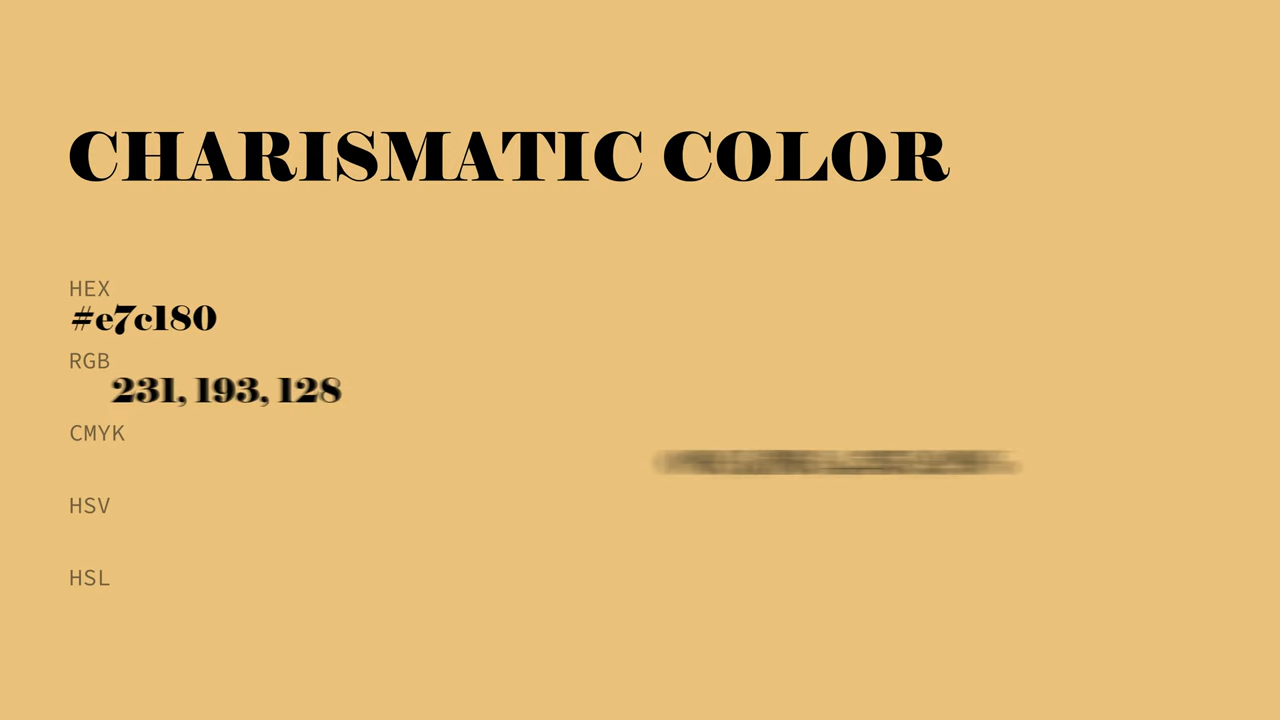 CHARISMATIC COLOR
HEX
#e7c180
RGB
231, 193, 128
CMYK
HSV
HSL